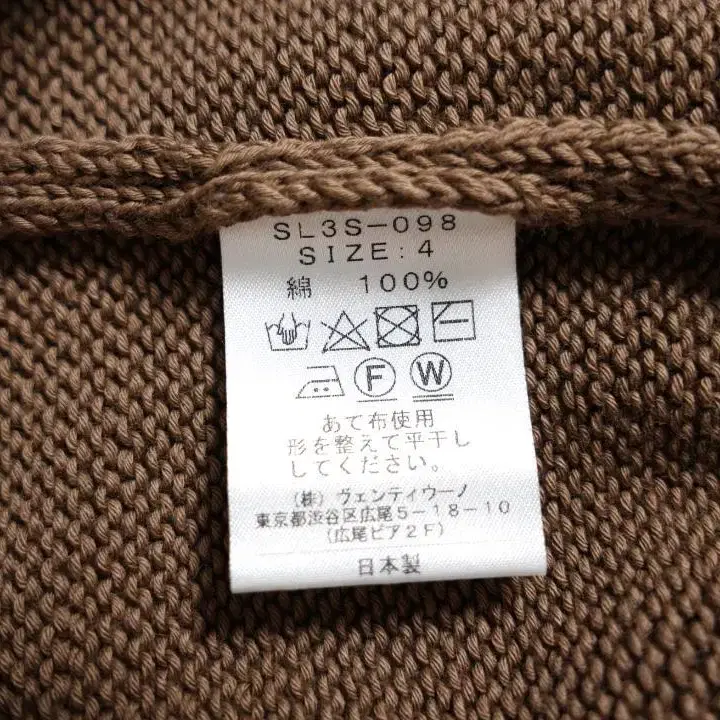 SL3S-098
SIZE:4
綿 100%
F W
あて布使用
形を整えて平干し
してください。
(株)ヴェンティウーノ
東京都渋谷区広尾5-18-10
(広尾ピア2F)
日本製